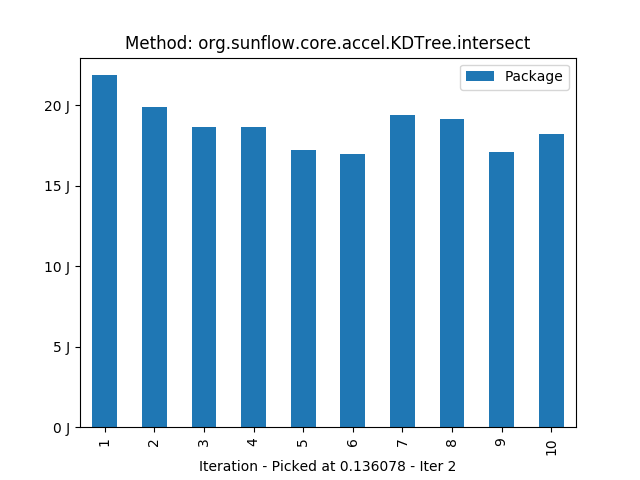 Method: org.sunflow.core.accel.KDTree.intersect
Package
20 J
15 J
10 J
5 J
0 J
1 2 3 4 5 6 7 8 9 10
Iteration - Picked at 0.136078 - Iter 2